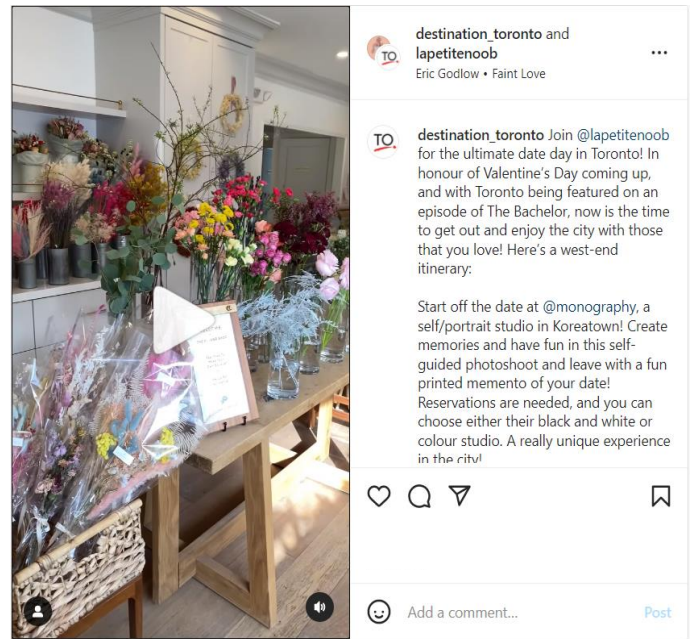 destination_toronto and
lapetitenoob
Eric Godlow • Faint Love
TO
TO
destination_toronto Join @lapetitenoob
for the ultimate date day in Toronto! In
honour of Valentine's Day coming up,
and with Toronto being featured on an
episode of The Bachelor, now is the time
to get out and enjoy the city with those
that you love! Here's a west-end
itinerary:
Start off the date at @monography, a
self/portrait studio in Koreatown! Create
memories and have fun in this self-
guided photoshoot and leave with a fun
printed memento of your date!
Reservations are needed, and you can
choose either their black and white or
colour studio. A really unique experience
in the city!
Add a comment...
Post